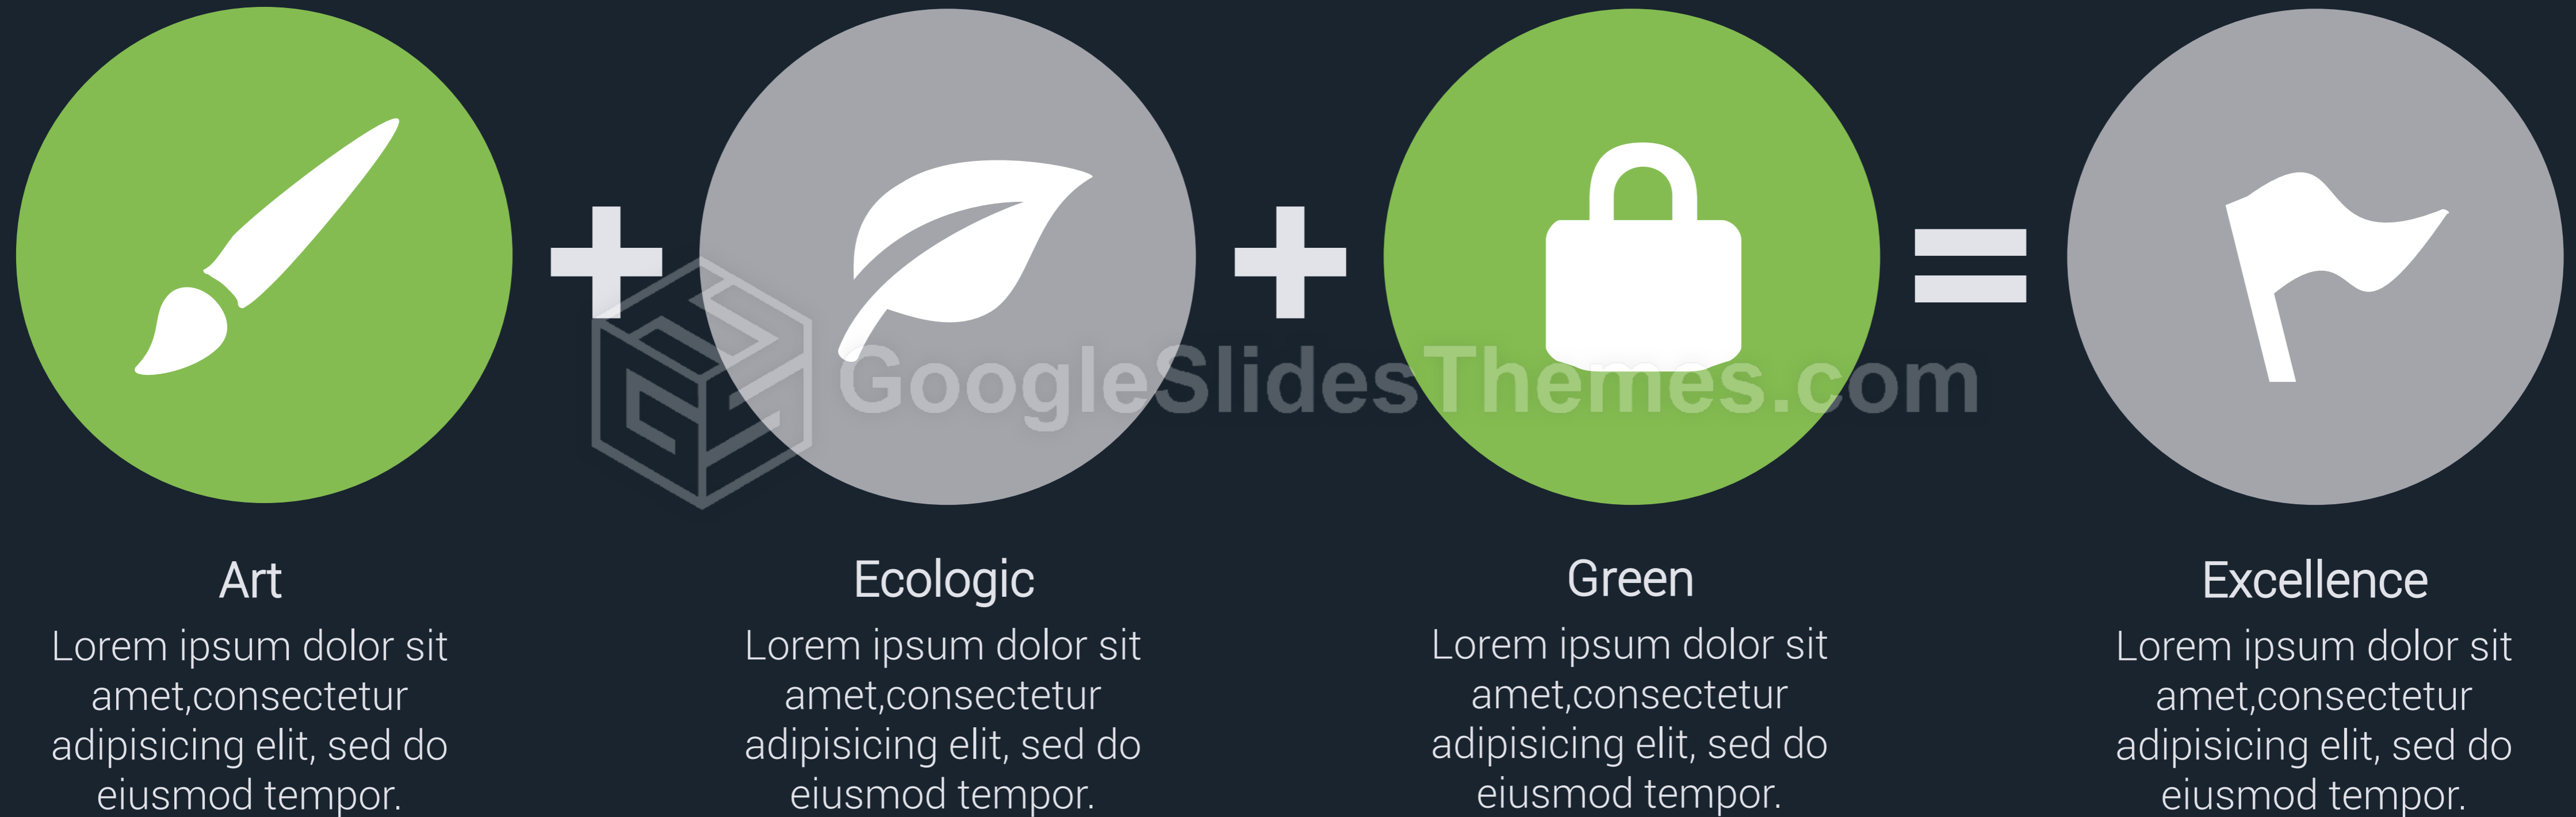 GoogleSlidesThemes.com
Art
Lorem ipsum dolor sit
amet,consectetur
adipisicing elit, sed do
eiusmod tempor.
Ecologic
Lorem ipsum dolor sit
amet,consectetur
adipisicing elit, sed do
eiusmod tempor.
Green
Lorem ipsum dolor sit
amet,consectetur
adipisicing elit, sed do
eiusmod tempor.
Excellence
Lorem ipsum dolor sit
amet,consectetur
adipisicing elit, sed do
eiusmod tempor.